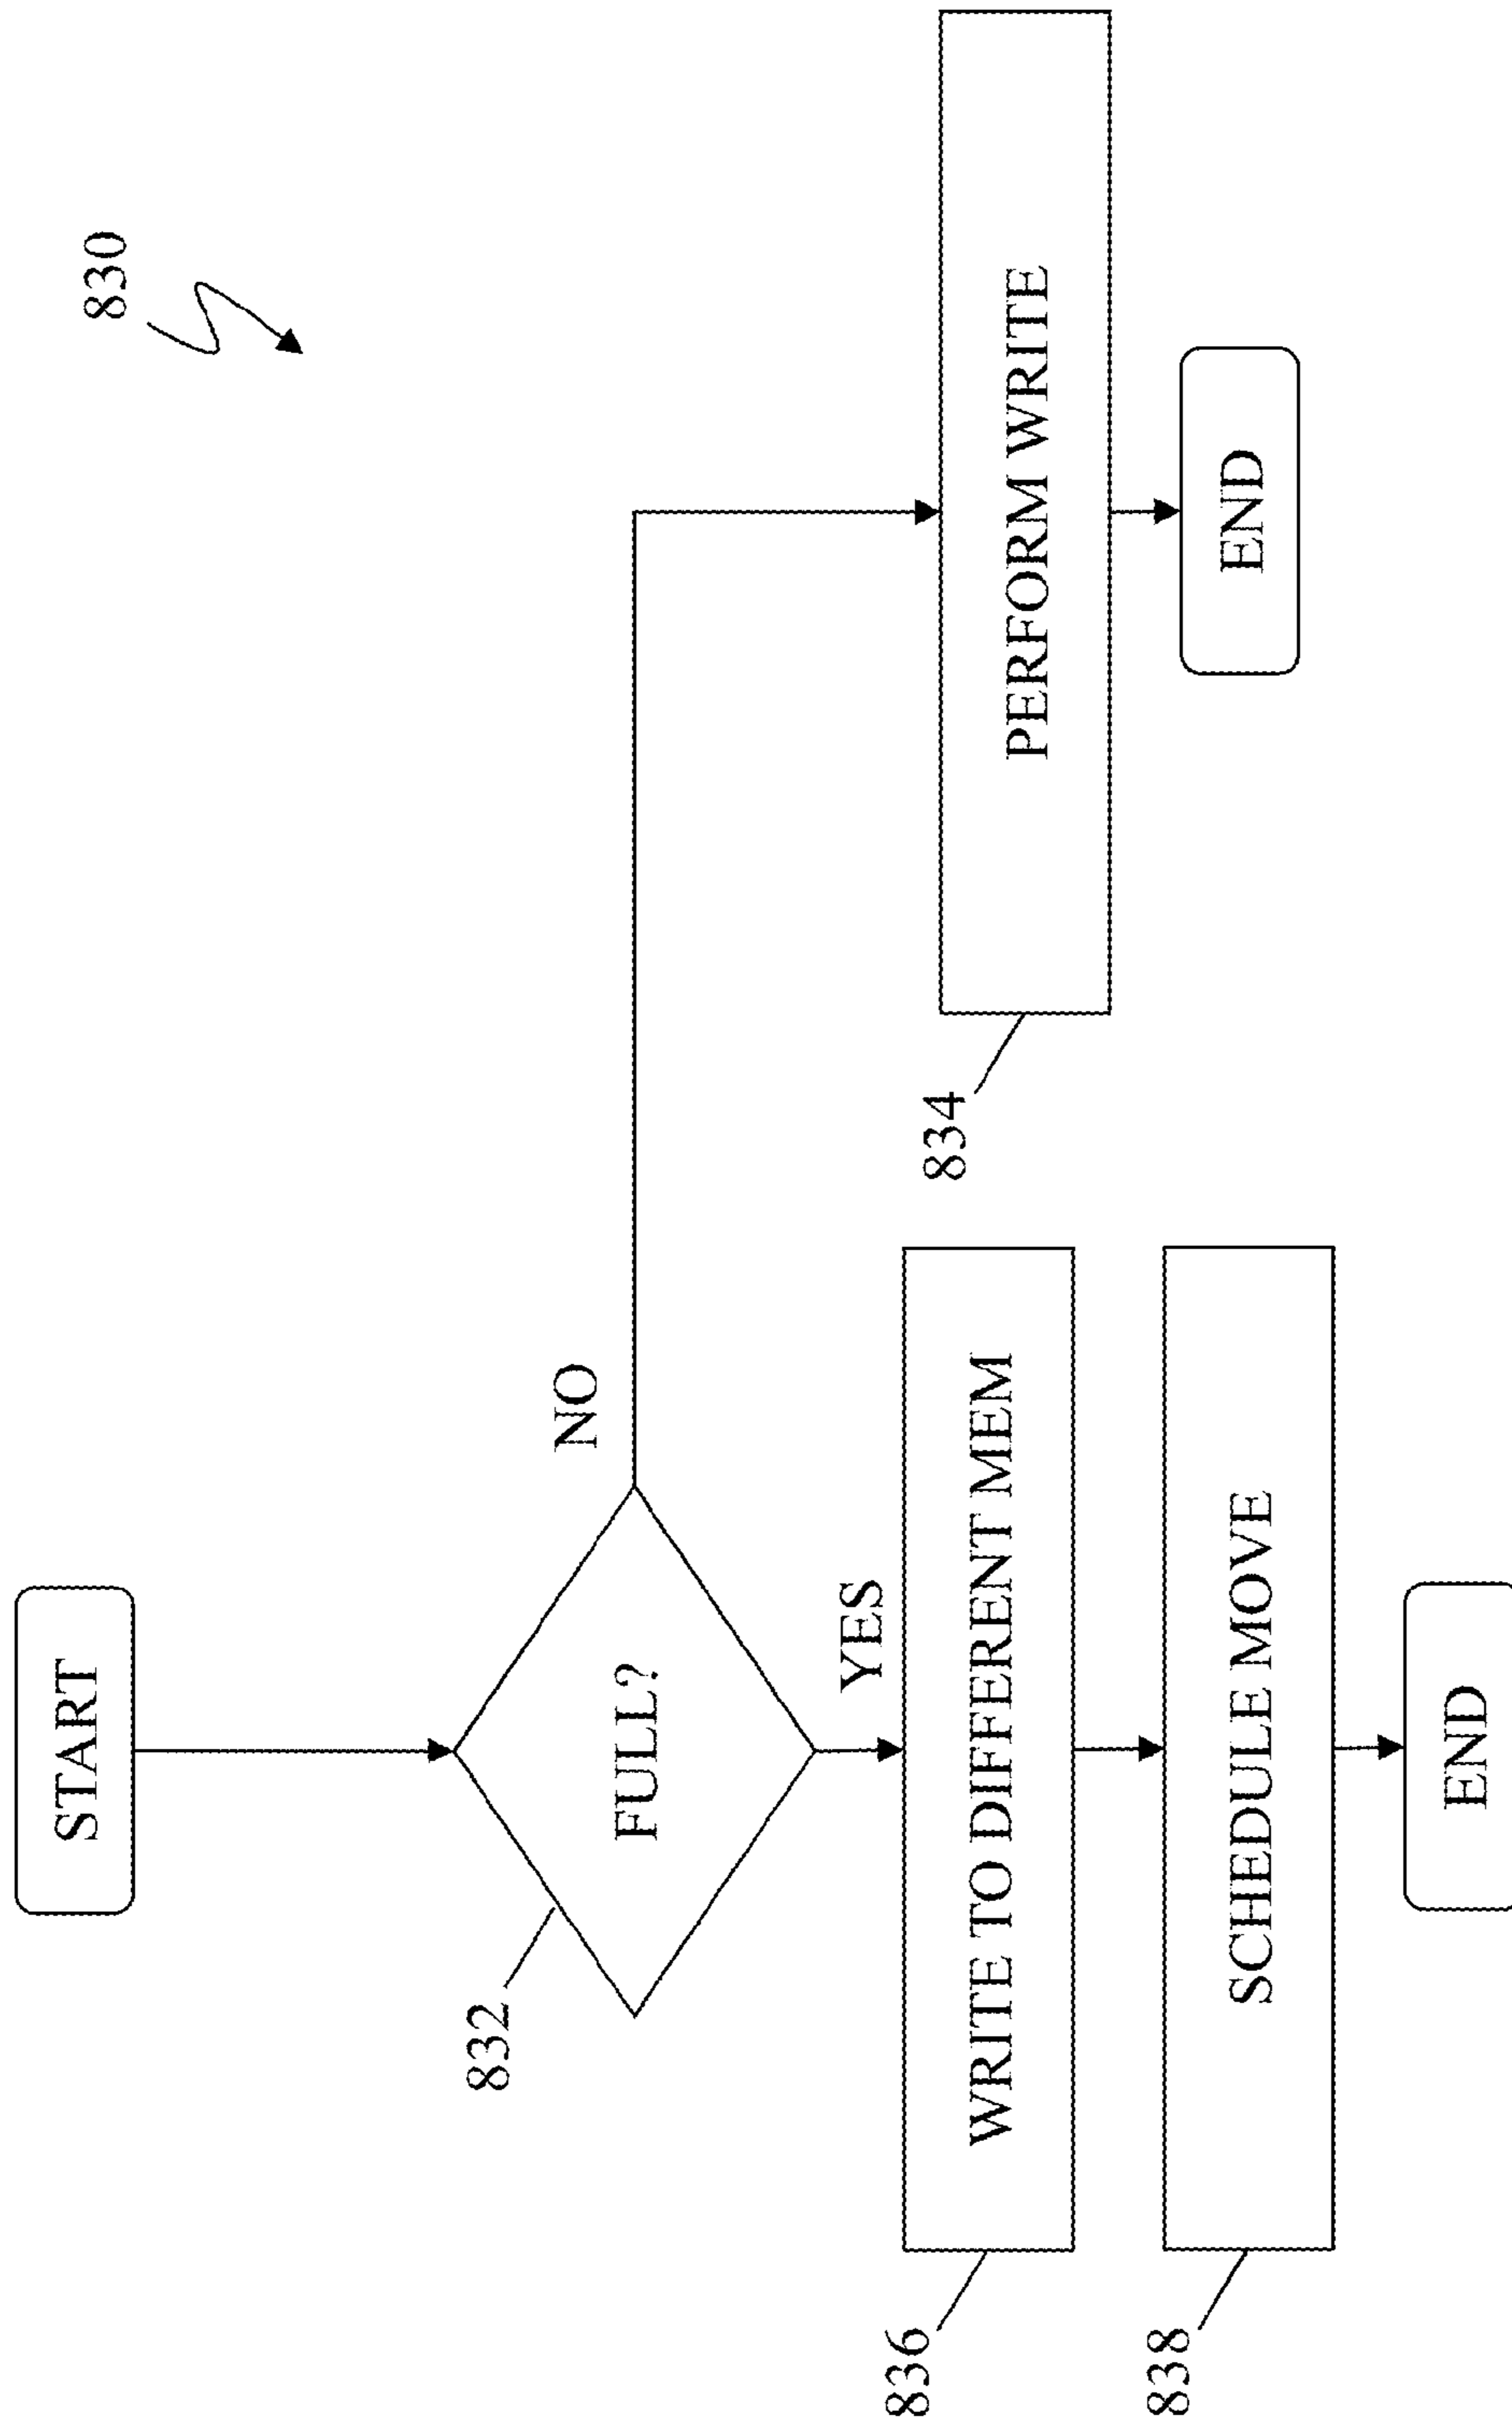 830
START
832
FULL?
NO
YES
836
WRITE TO DIFFERENT MEM
834
PERFORM WRITE
838
SCHEDULE MOVE
END
END